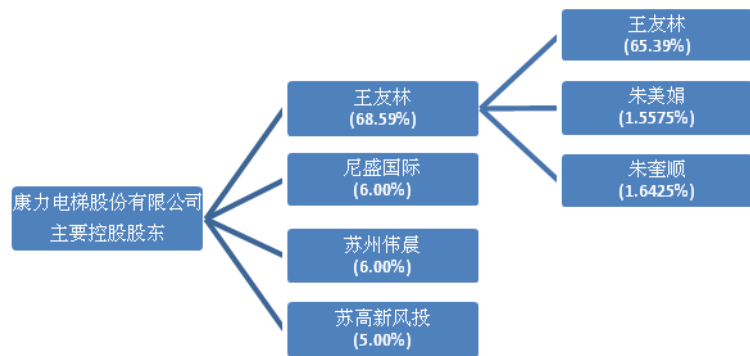 康力电梯股份有限公司
主要控股股东
王友林
(68.59%)
尼盛国际
(6.00%)
苏州伟晨
(6.00%)
苏高新风投
(5.00%)
王友林
(65.39%)
朱美娟
(1.5575%)
朱奎顺
(1.6425%)